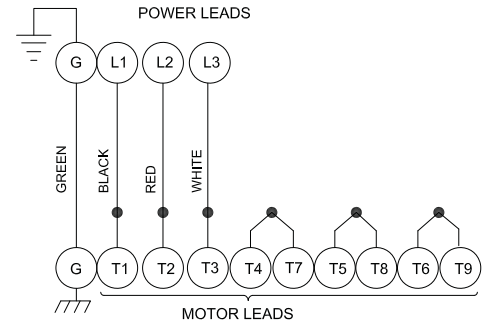 POWER LEADS
G L1 L2 L3
GREEN BLACK RED WHITE
G T1 T2 T3 T4 T7 T5 T8 T6 T9
MOTOR LEADS